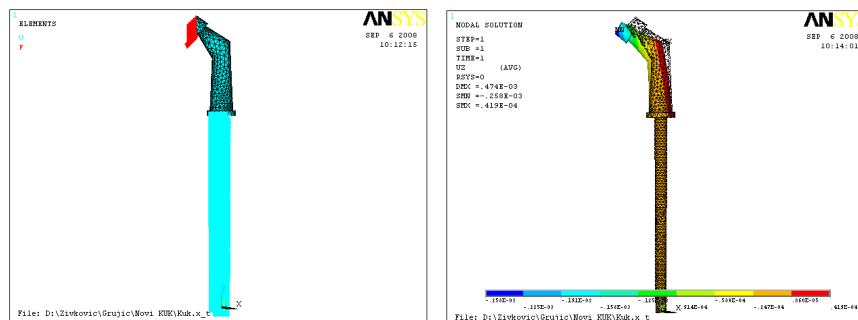 1
ANSYS
ELEMENTS
SEP 6 2008
10:12:15
U
F
Z
X
File: D:\Zivkovic\Grujic\Novi KUK\Kuk.x_t
1
ANSYS
NODAL SOLUTION
SEP 6 2008
10:14:01
STEP=1
SUB =1
TIME=1
UZ (AVG)
RSYS=0
DMX =.474E-03
SMN =-.258E-03
SMX =.419E-04
X
File: D:\Zivkovic\Grujic\Novi KUK\Kuk.x_t